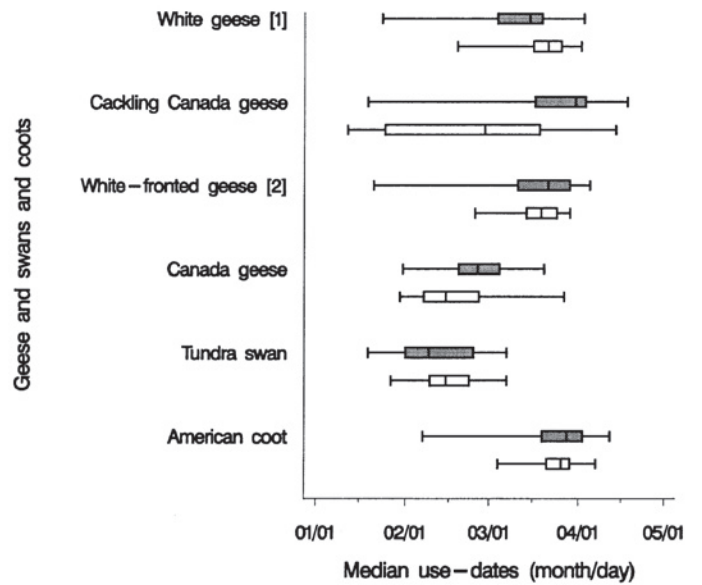 White geese [1]
Cackling Canada geese
White-fronted geese [2]
Canada geese
Tundra swan
American coot
Geese and swans and coots
01/01 02/01 03/01 04/01 05/01
Median use-dates (month/day)